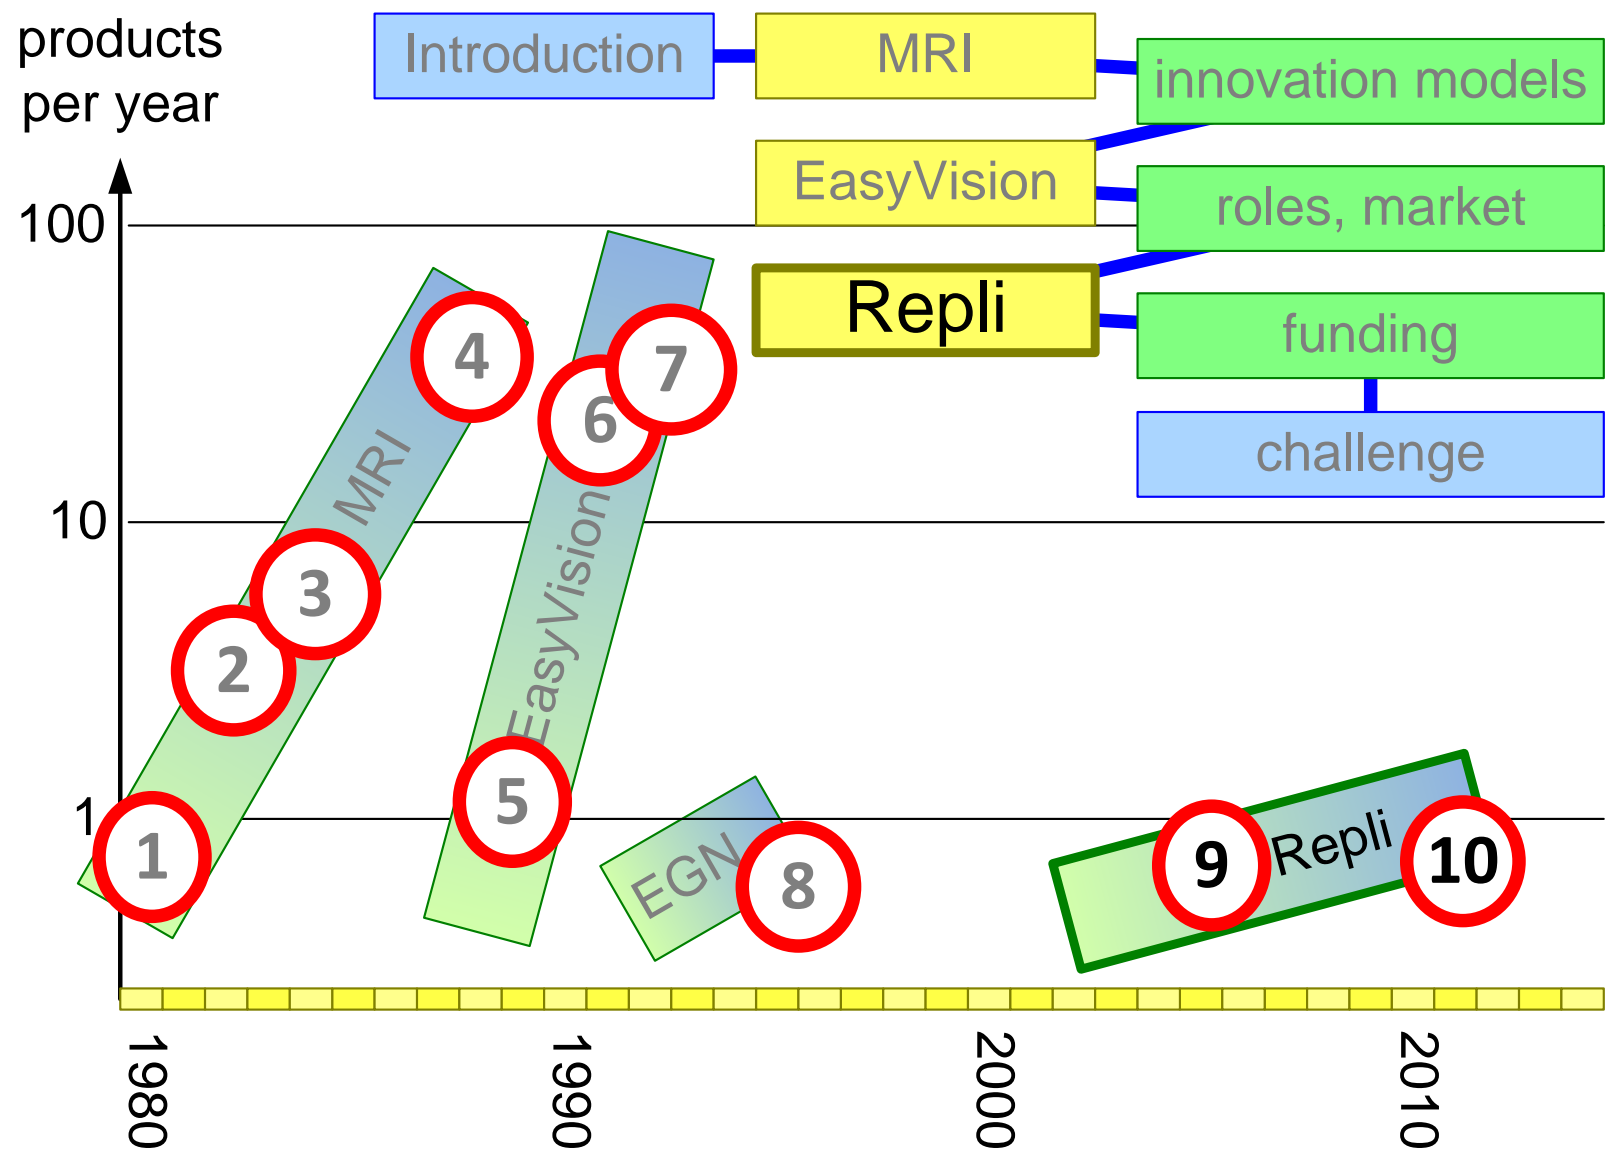 products
per year
Introduction
MRI
innovation models
EasyVision
roles, market
Repli
funding
challenge
100
10
1
MRI
EasyVision
EGN
Repli
1
2
3
4
5
6
7
8
9
10
1980
1990
2000
2010